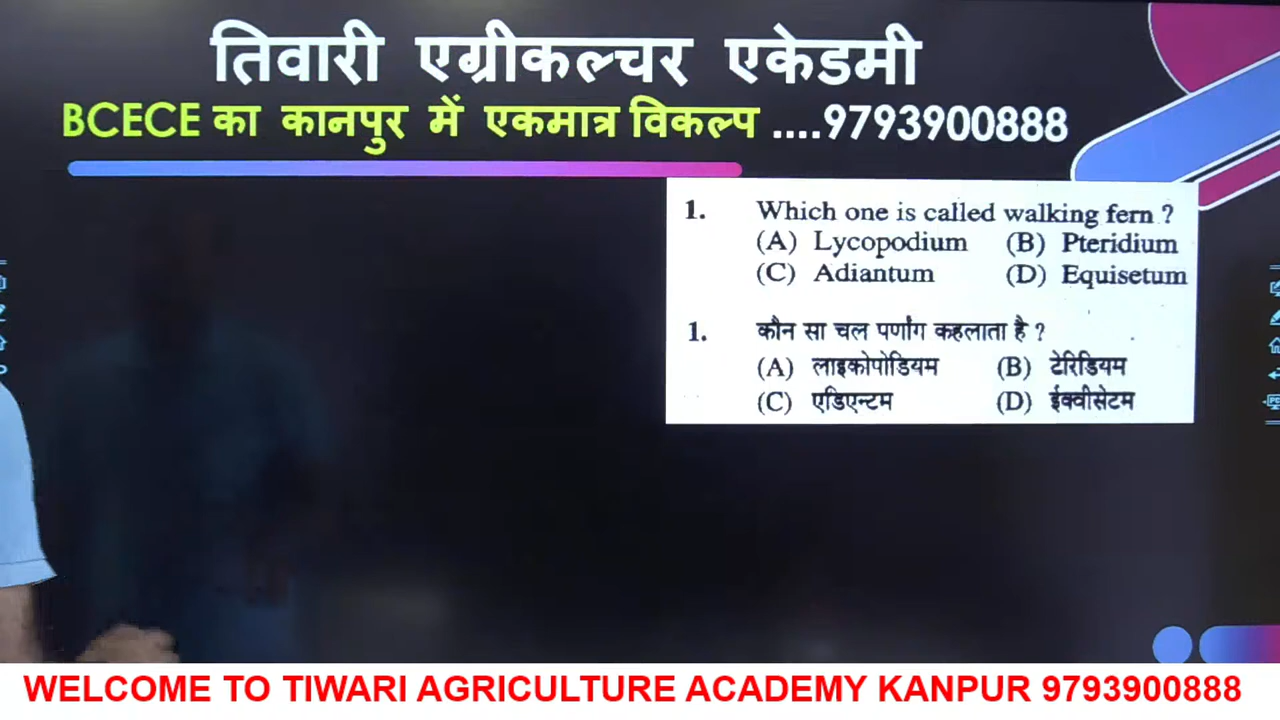 तिवारी एग्रीकल्चर एकेडमी
BCECE का कानपुर में एकमात्र विकल्प ....9793900888
1. Which one is called walking fern ?
(A) Lycopodium (B) Pteridium
(C) Adiantum (D) Equisetum
1. कौन सा चल पर्णांग कहलाता है ?
(A) लाइकोपोडियम (B) टेरिडियम
(C) एडिएन्टम (D) ईक्वीसेटम
WELCOME TO TIWARI AGRICULTURE ACADEMY KANPUR 9793900888